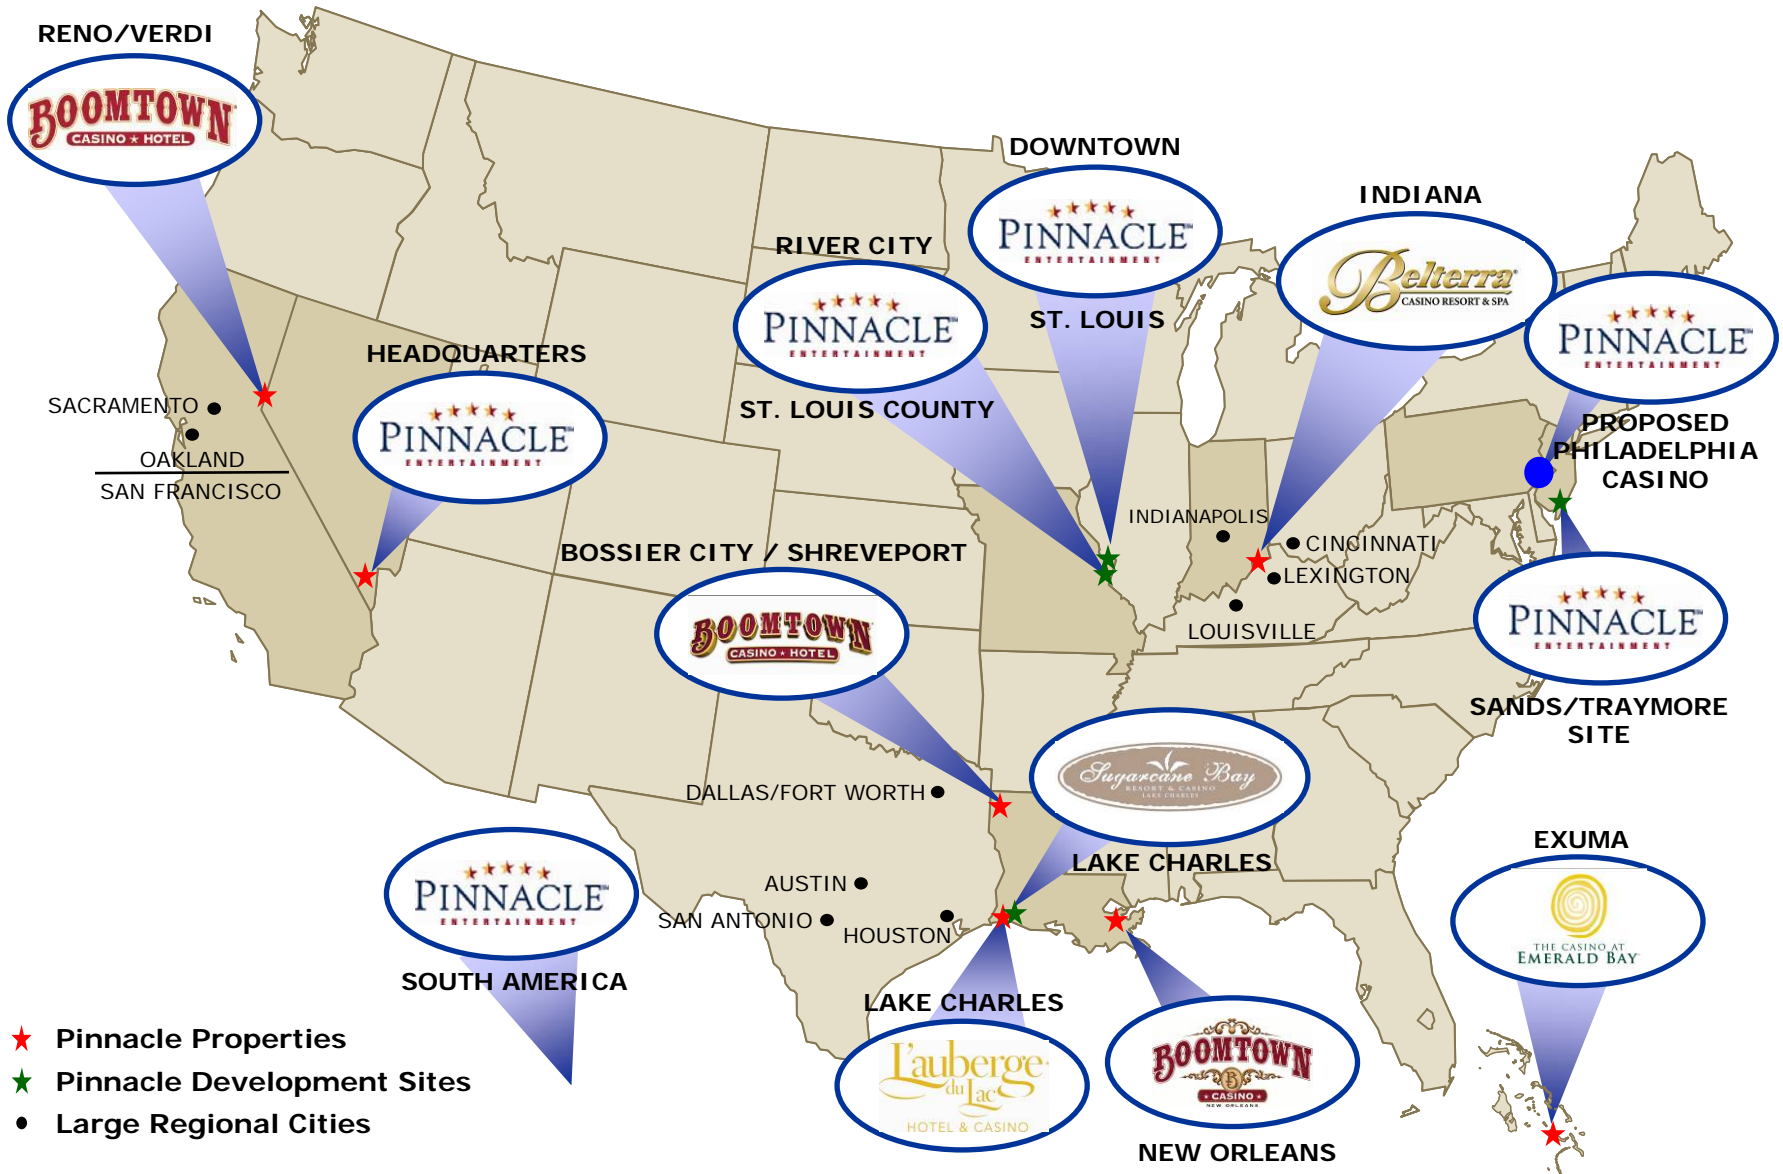 RENO/VERDI
BOOMTOWN
CASINO ★ HOTEL
DOWNTOWN
PINNACLE
ENTERTAINMENT
ST. LOUIS
INDIANA
Belterra
CASINO RESORT & SPA
RIVER CITY
PINNACLE
ENTERTAINMENT
ST. LOUIS COUNTY
PINNACLE
ENTERTAINMENT
PROPOSED
PHILADELPHIA
CASINO
HEADQUARTERS
PINNACLE
ENTERTAINMENT
SACRAMENTO
OAKLAND
SAN FRANCISCO
INDIANAPOLIS
CINCINNATI
LEXINGTON
LOUISVILLE
BOSSIER CITY / SHREVEPORT
BOOMTOWN
CASINO ★ HOTEL
PINNACLE
ENTERTAINMENT
SANDS/TRAYMORE
SITE
Sugarcane Bay
RESORT & CASINO
LAKE CHARLES
LAKE CHARLES
DALLAS/FORT WORTH
AUSTIN
SAN ANTONIO
HOUSTON
PINNACLE
ENTERTAINMENT
SOUTH AMERICA
EXUMA
THE CASINO AT
EMERALD BAY
LAKE CHARLES
L'auberge
du Lac
HOTEL & CASINO
BOOMTOWN
B
★ CASINO ★
NEW ORLEANS
NEW ORLEANS
Pinnacle Properties
Pinnacle Development Sites
Large Regional Cities